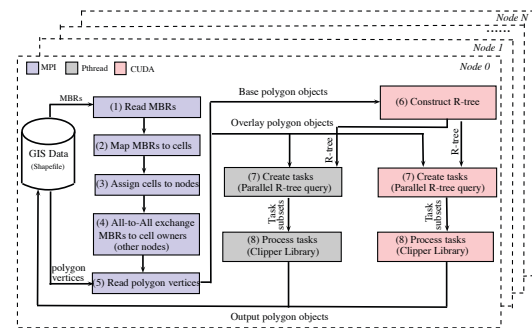 Node N
......
Node 1
Node 0
MPI
Pthread
CUDA
MBRs
(1) Read MBRs
Base polygon objects
(6) Construct R-tree
GIS Data
(Shapefile)
(2) Map MBRs to cells
Overlay polygon objects
R-tree
R-tree
(3) Assign cells to nodes
(7) Create tasks
(Parallel R-tree query)
(7) Create tasks
(Parallel R-tree query)
(4) All-to-All exchange
MBRs to cell owners
(other nodes)
Task
subsets
Task
subsets
(8) Process tasks
(Clipper Library)
(8) Process tasks
(Clipper Library)
polygon
vertices
(5) Read polygon vertices
Output polygon objects